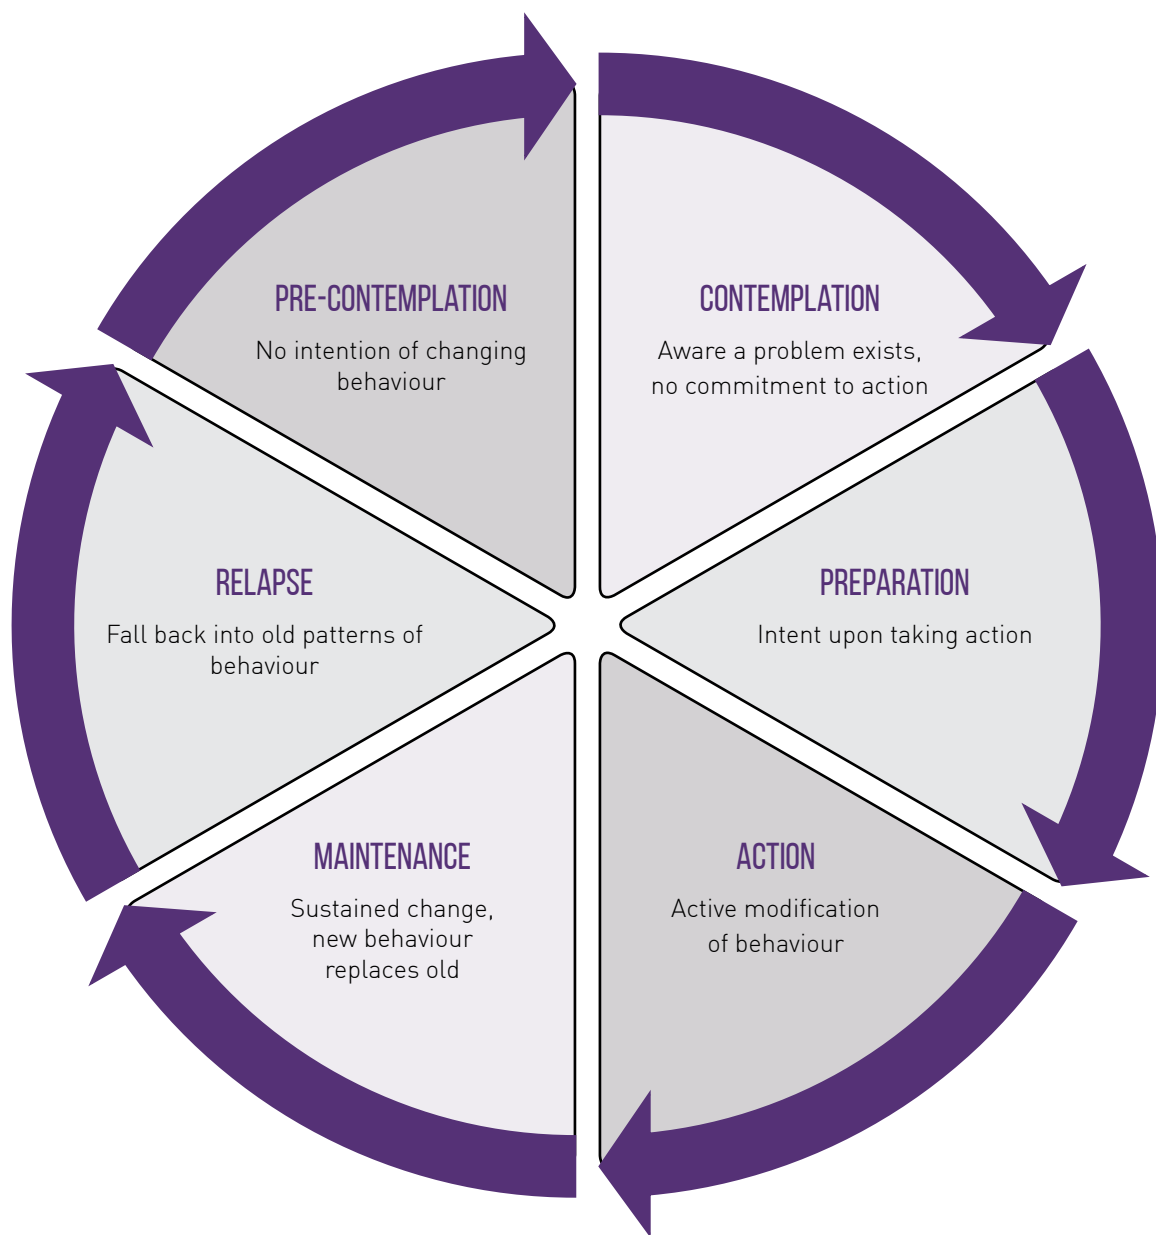 PRE-CONTEMPLATION
No intention of changing
behaviour
CONTEMPLATION
Aware a problem exists,
no commitment to action
PREPARATION
Intent upon taking action
ACTION
Active modification
of behaviour
MAINTENANCE
Sustained change,
new behaviour
replaces old
RELAPSE
Fall back into old patterns of
behaviour